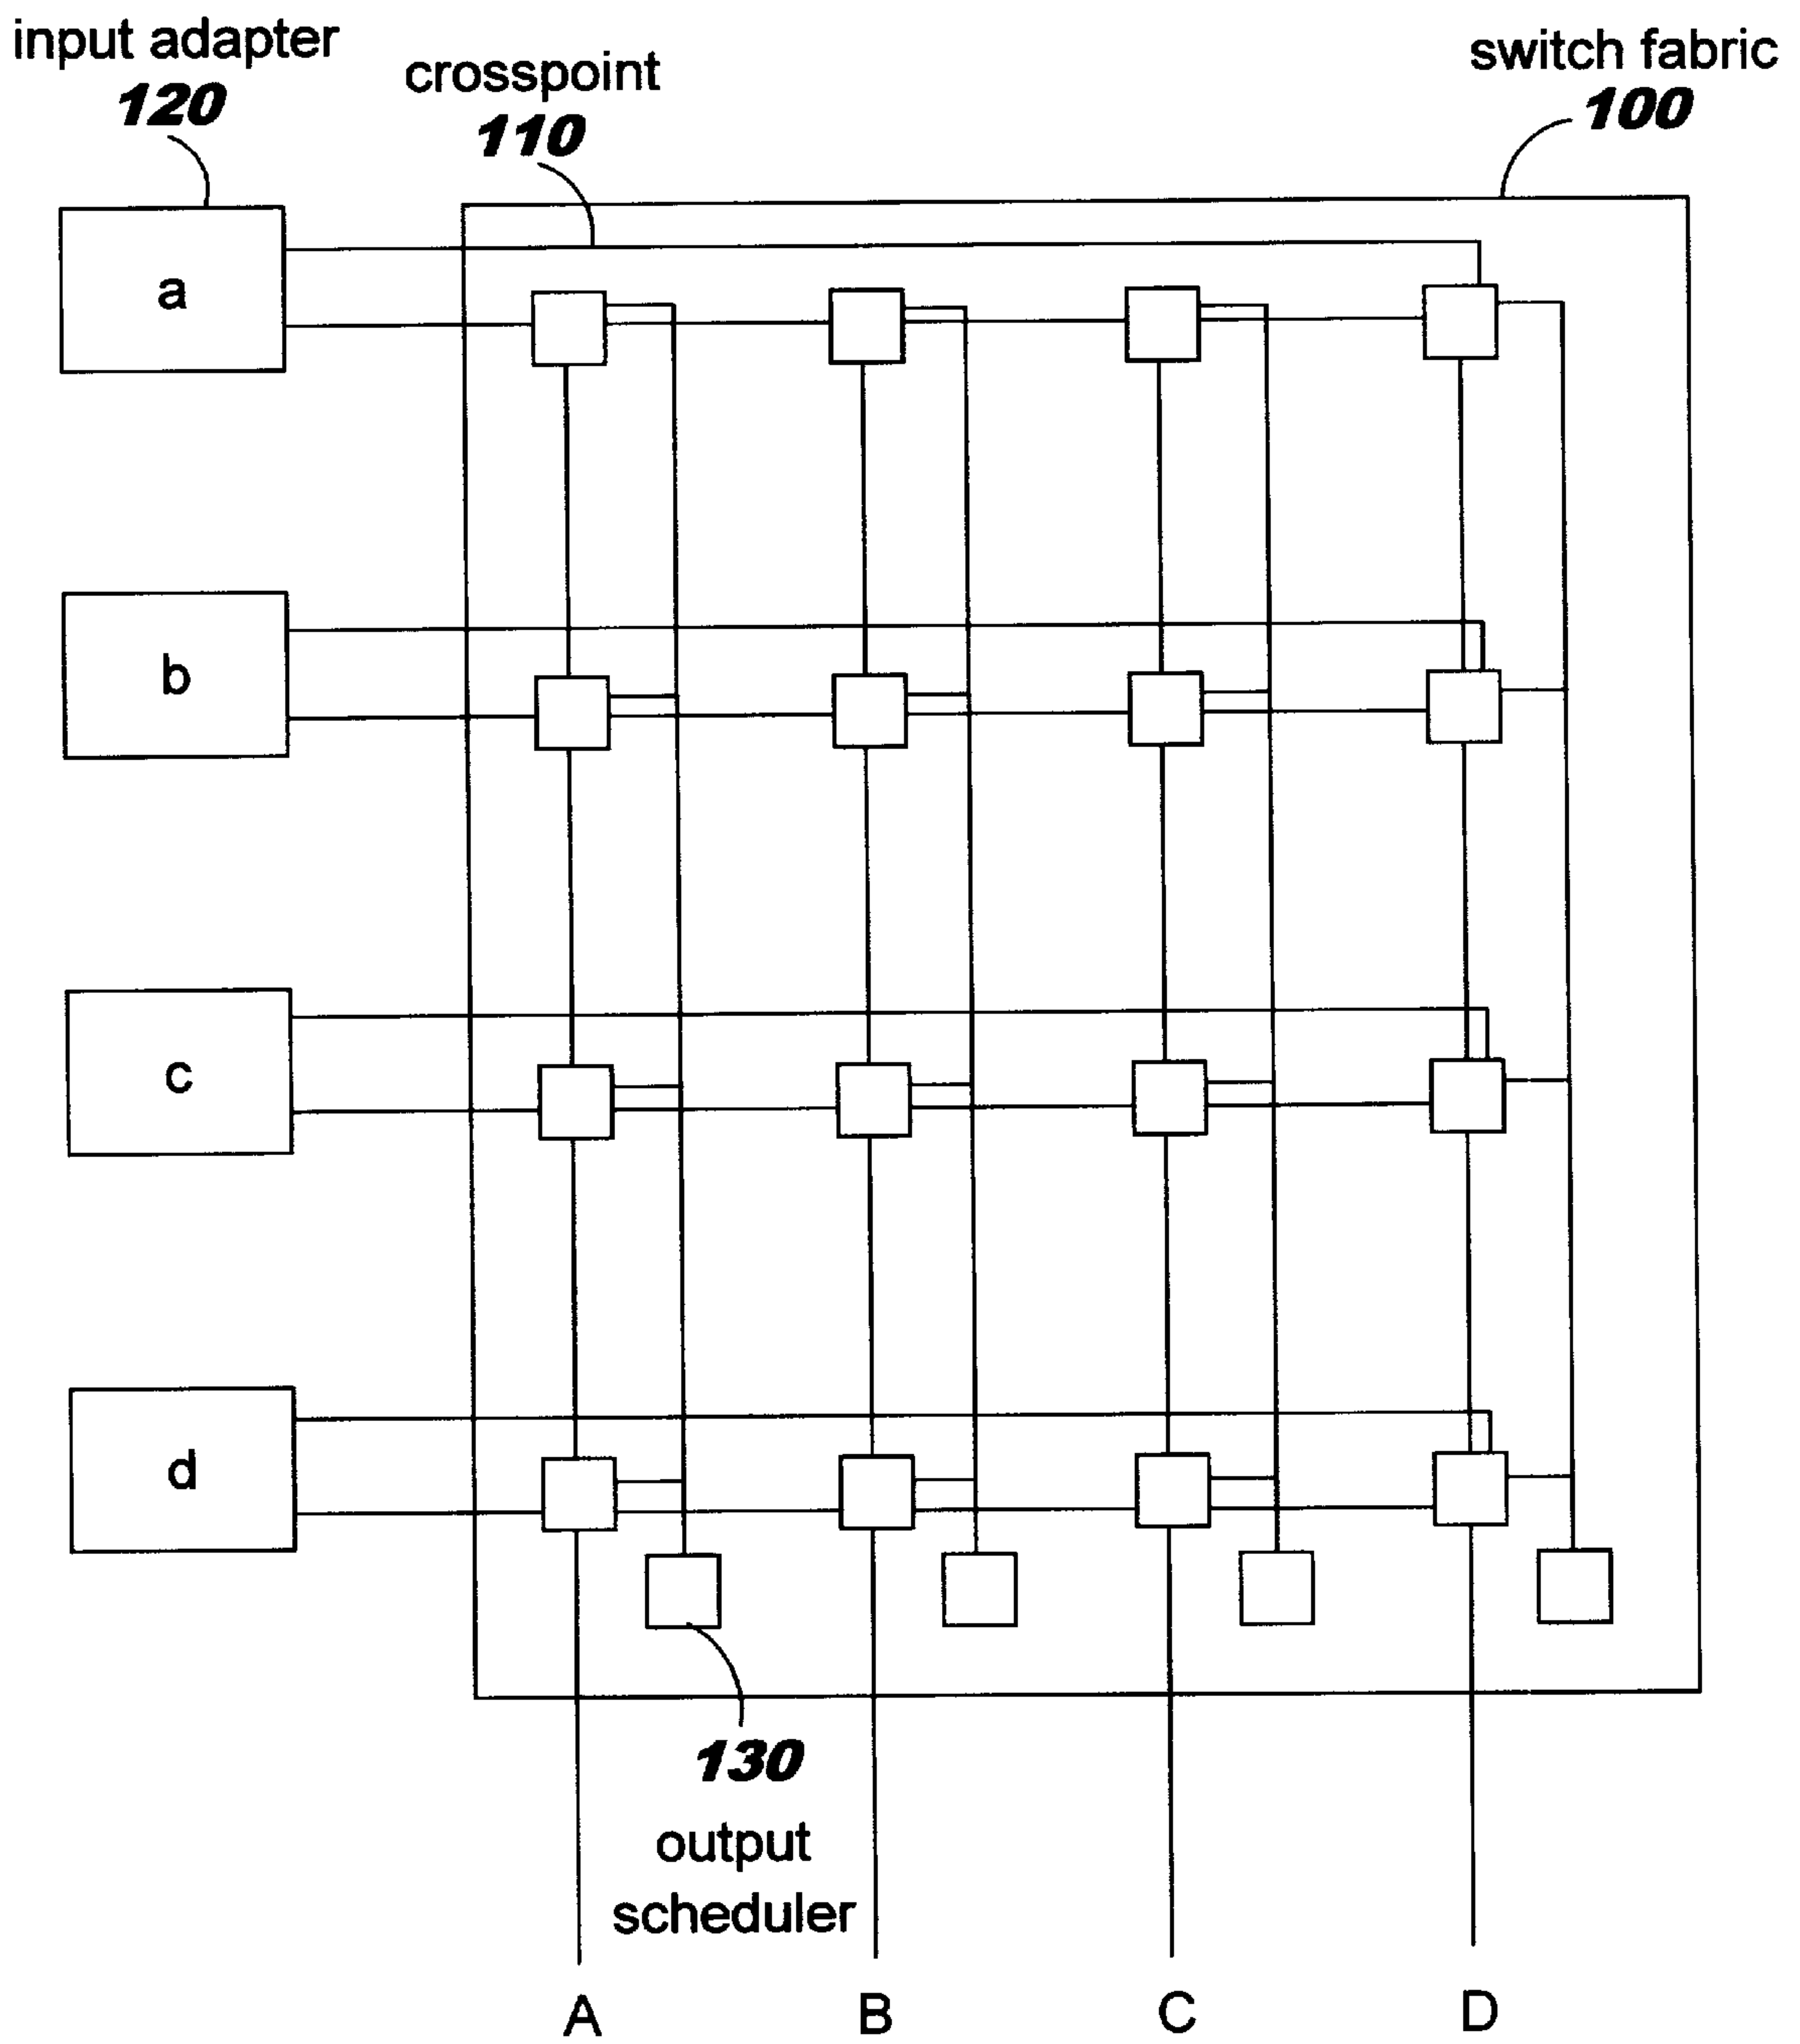 input adapter
120
crosspoint
110
switch fabric
100
a
b
c
d
130
output
scheduler
A
B
C
D